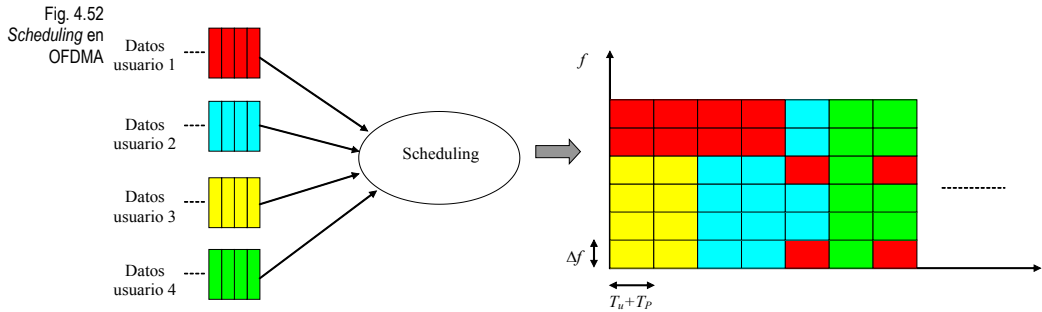 Fig. 4.52
Scheduling en
OFDMA
Datos
usuario 1
Datos
usuario 2
Datos
usuario 3
Datos
usuario 4
Scheduling
f
Δf
Tu+TP